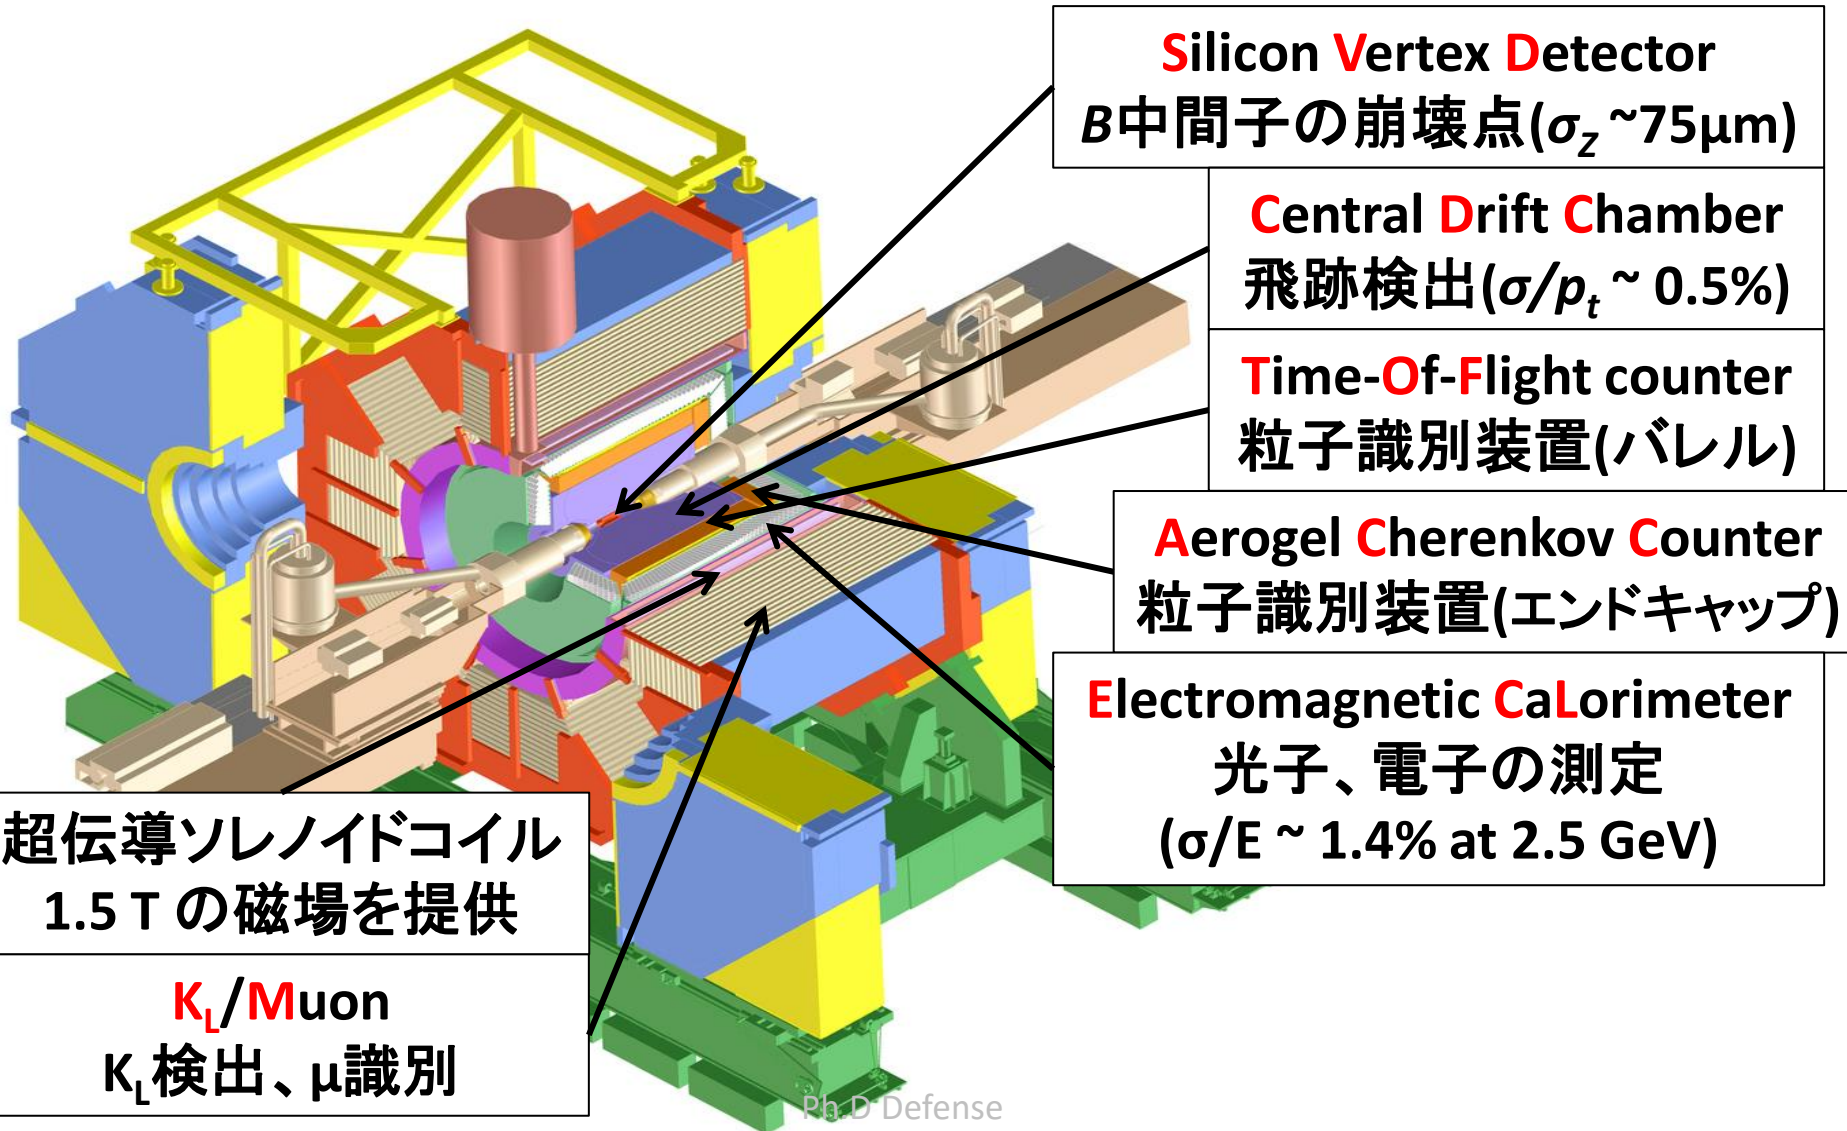 Silicon Vertex Detector
B中間子の崩壊点(σZ ~75μm)
Central Drift Chamber
飛跡検出(σ/pt ~ 0.5%)
Time-Of-Flight counter
粒子識別装置(バレル)
Aerogel Cherenkov Counter
粒子識別装置(エンドキャップ)
Electromagnetic CaLorimeter
光子、電子の測定
(σ/E ~ 1.4% at 2.5 GeV)
超伝導ソレノイドコイル
1.5 T の磁場を提供
KL/Muon
KL検出、μ識別
Ph.D Defense